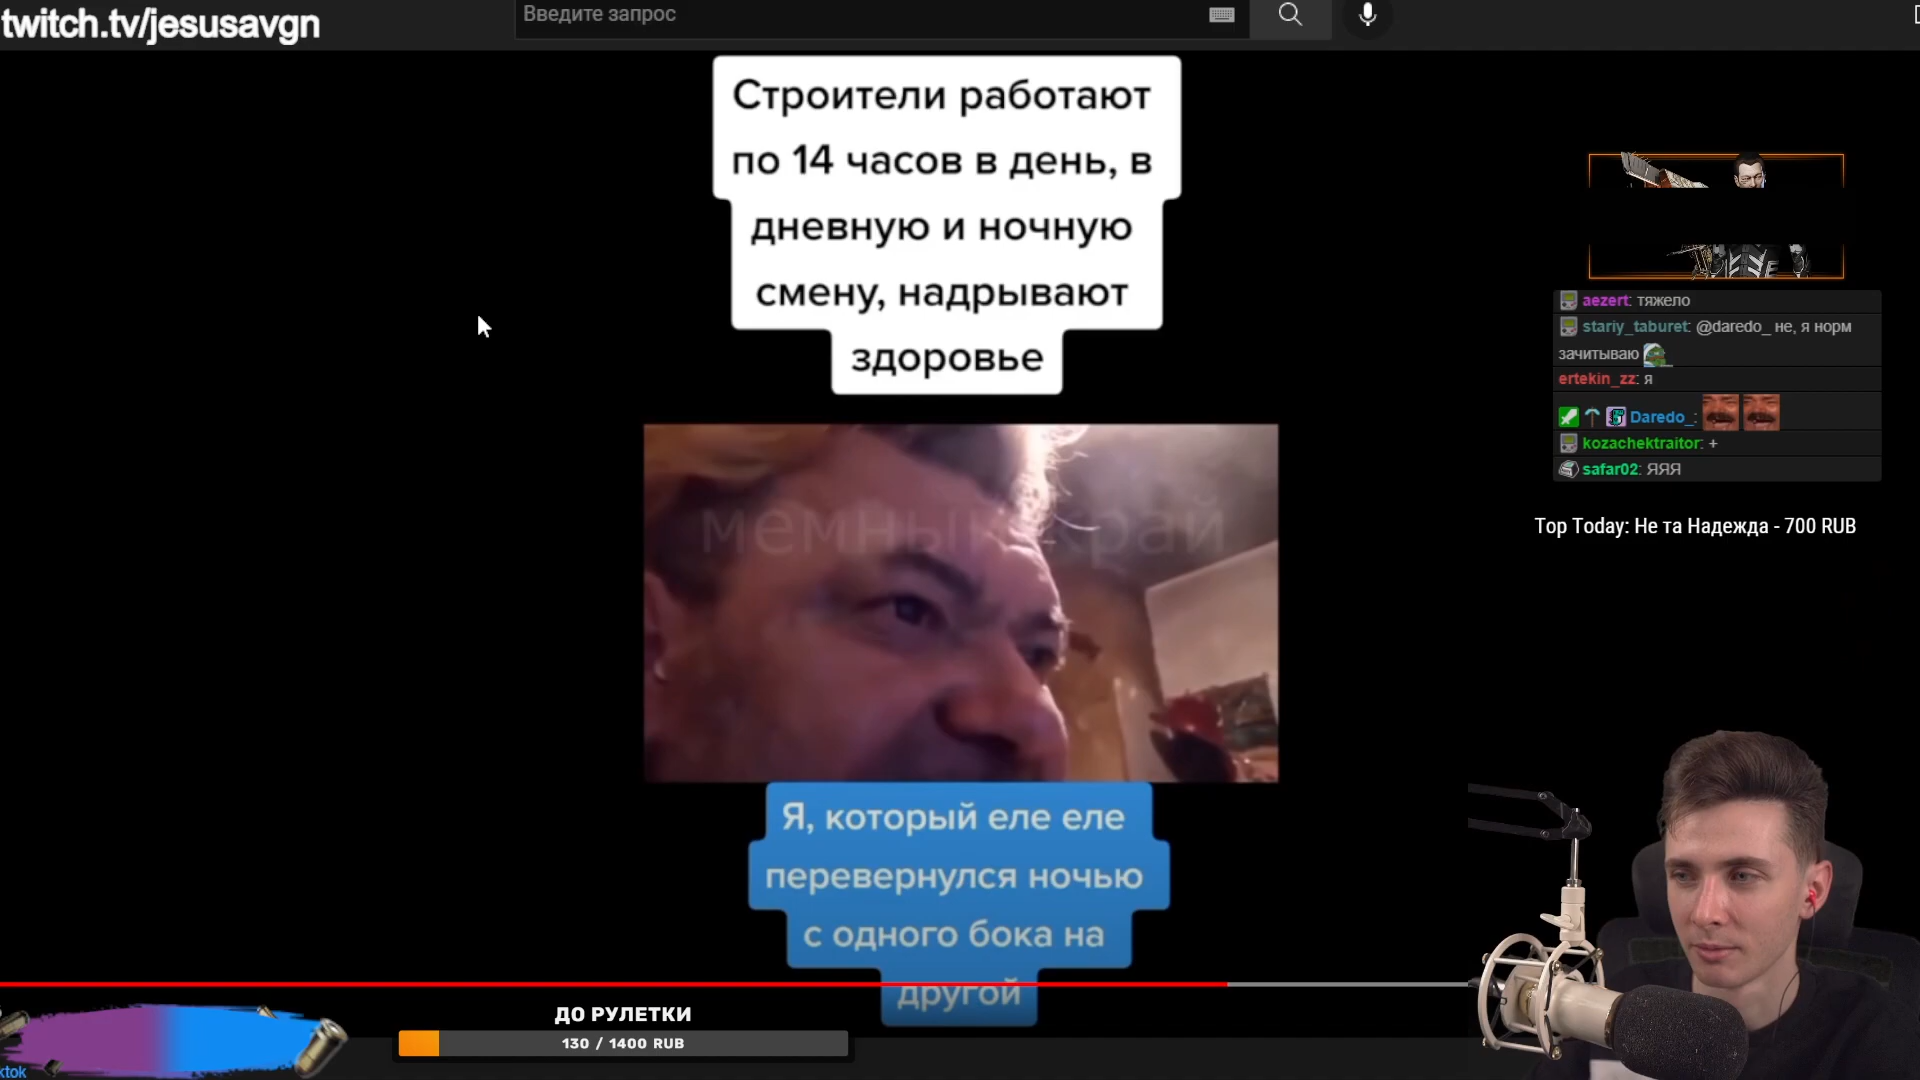 twitch.tv/jesusavgn
Введите запрос
Строители работают
по 14 часов в день, в
дневную и ночную
смену, надрывают
здоровье
aezert: тяжело
stariy_taburet: @daredo_ не, я норм
зачитываю
ertekin_zz: я
Daredo_:
kozachektraitor: +
safar02: ЯЯЯ
Top Today: Не та Надежда - 700 RUB
край
Я, который еле еле
перевернулся ночью
с одного бока на
другой
ДО РУЛЕТКИ
130 / 1400 RUB